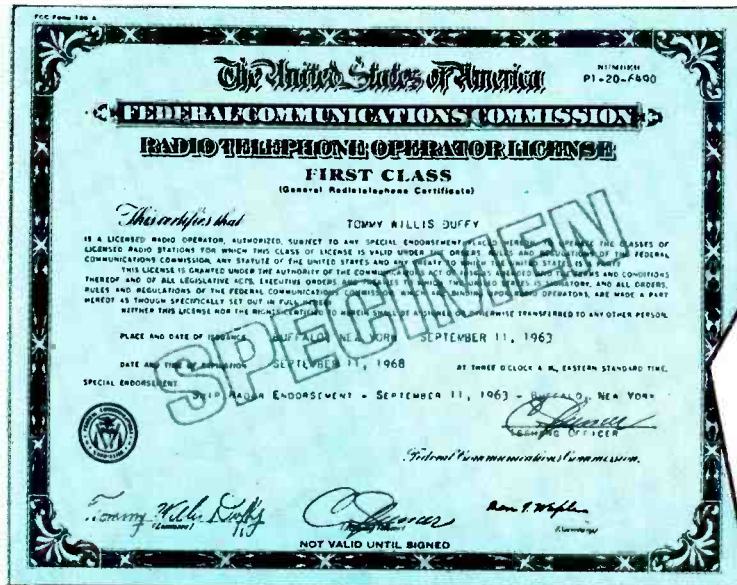 FCC Form
The United States of America
NUMBER
P1-20-6490
FEDERAL COMMUNICATIONS COMMISSION
RADIO TELEPHONE OPERATOR LICENSE
FIRST CLASS
(General Radiotelephone Certificate)
This certifies that TOMMY WILLIS DUFFY
IS A LICENSED RADIO OPERATOR, AUTHORIZED, SUBJECT TO ANY SPECIAL ENDORSEMENT PLACED HEREON, TO OPERATE THE CLASSES OF
LICENSED RADIO STATIONS FOR WHICH THIS CLASS OF LICENSE IS VALID UNDER THE ORDERS, RULES AND REGULATIONS OF THE FEDERAL
COMMUNICATIONS COMMISSION, ANY STATUTE OF THE UNITED STATES AND ANY TREATY TO WHICH THE UNITED STATES IS A PARTY.
THIS LICENSE IS GRANTED UNDER THE AUTHORITY OF THE COMMUNICATIONS ACT OF AS AMENDED AND THE TERMS AND CONDITIONS
THEREOF AND OF ALL LEGISLATIVE ACTS, EXECUTIVE ORDERS AND TREATIES TO WHICH THE UNITED STATES IS SIGNATORY, AND ALL ORDERS,
RULES AND REGULATIONS OF THE FEDERAL COMMUNICATIONS COMMISSION, WHICH ARE BINDING UPON RADIO OPERATORS, ARE MADE A PART
HEREOF AS THOUGH SPECIFICALLY SET OUT IN FULL HEREIN.
NEITHER THIS LICENSE NOR THE RIGHTS CERTIFIED TO HEREIN SHALL BE ASSIGNED OR OTHERWISE TRANSFERRED TO ANY OTHER PERSON.
PLACE AND DATE OF ISSUANCE BUFFALO, NEW YORK SEPTEMBER 11, 1963
DATE AND TIME OF EXPIRATION SEPTEMBER 11, 1968 AT THREE O'CLOCK A.M., EASTERN STANDARD TIME.
SPECIAL ENDORSEMENT
SHIP RADAR ENDORSEMENT - SEPTEMBER 11, 1963 - BUFFALO, NEW YORK
SPECIMEN
ISSUING OFFICER
Federal Communications Commission.
Tommy Willis Duffy
(Licensee)
NOT VALID UNTIL SIGNED